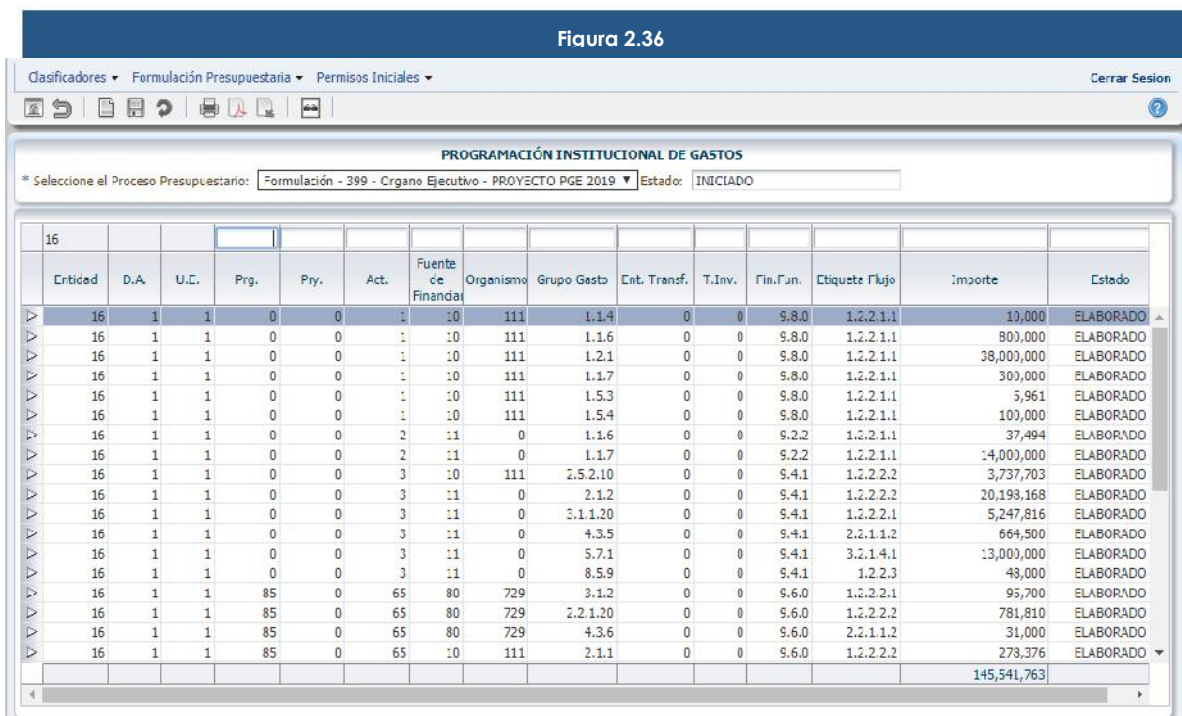 Figura 2.36
Clasificadores Formulación Presupuestaria Permisos Iniciales Cerrar Sesion
PROGRAMACIÓN INSTITUCIONAL DE GASTOS
* Seleccione el Proceso Presupuestario: Formulación - 399 - Organo Ejecutivo - PROYECTO PGE 2019 Estado: INICIADO
16
Entidad D.A. U.E. Prg. Pry. Act. Fuente de Financiar Organismo Grupo Gasto Ent. Transf. T.Inv. Fin.Fun. Etiqueta Flujo Importe Estado
16 1 1 0 0 1 10 111 1.1.4 0 0 9.8.0 1.2.2.1.1 10,000 ELABORADO
16 1 1 0 0 1 10 111 1.1.6 0 0 9.8.0 1.2.2.1.1 800,000 ELABORADO
16 1 1 0 0 1 10 111 1.2.1 0 0 9.8.0 1.2.2.1.1 38,000,000 ELABORADO
16 1 1 0 0 1 10 111 1.1.7 0 0 9.8.0 1.2.2.1.1 300,000 ELABORADO
16 1 1 0 0 1 10 111 1.5.3 0 0 9.8.0 1.2.2.1.1 5,961 ELABORADO
16 1 1 0 0 1 10 111 1.5.4 0 0 9.8.0 1.2.2.1.1 100,000 ELABORADO
16 1 1 0 0 2 11 0 1.1.6 0 0 9.2.2 1.2.2.1.1 37,494 ELABORADO
16 1 1 0 0 2 11 0 1.1.7 0 0 9.2.2 1.2.2.1.1 14,000,000 ELABORADO
16 1 1 0 0 3 10 111 2.5.2.10 0 0 9.4.1 1.2.2.2.2 3,737,703 ELABORADO
16 1 1 0 0 3 11 0 2.1.2 0 0 9.4.1 1.2.2.2.2 20,198,168 ELABORADO
16 1 1 0 0 3 11 0 3.1.1.20 0 0 9.4.1 1.2.2.2.1 5,247,816 ELABORADO
16 1 1 0 0 3 11 0 4.3.5 0 0 9.4.1 2.2.1.1.2 664,500 ELABORADO
16 1 1 0 0 3 11 0 5.7.1 0 0 9.4.1 3.2.1.4.1 13,000,000 ELABORADO
16 1 1 0 0 3 11 0 8.5.9 0 0 9.4.1 1.2.2.3 48,000 ELABORADO
16 1 1 85 0 65 80 729 3.1.2 0 0 9.6.0 1.2.2.2.1 95,700 ELABORADO
16 1 1 85 0 65 80 729 2.2.1.20 0 0 9.6.0 1.2.2.2.2 781,810 ELABORADO
16 1 1 85 0 65 80 729 4.3.6 0 0 9.6.0 2.2.1.1.2 31,000 ELABORADO
16 1 1 85 0 65 10 111 2.1.1 0 0 9.6.0 1.2.2.2.2 278,376 ELABORADO
145,541,763